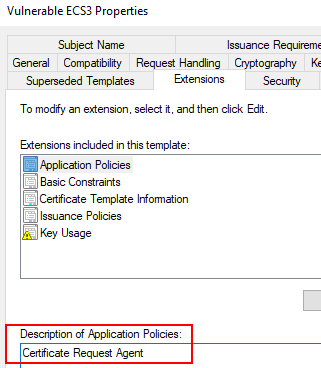 Vulnerable ECS3 Properties
Subject Name
Issuance Requireme
General
Compatibility
Request Handling
Cryptography
Ke
Superseded Templates
Extensions
Security
To modify an extension, select it, and then click Edit.
Extensions included in this template:
Application Policies
Basic Constraints
Certificate Template Information
Issuance Policies
Key Usage
Description of Application Policies:
Certificate Request Agent